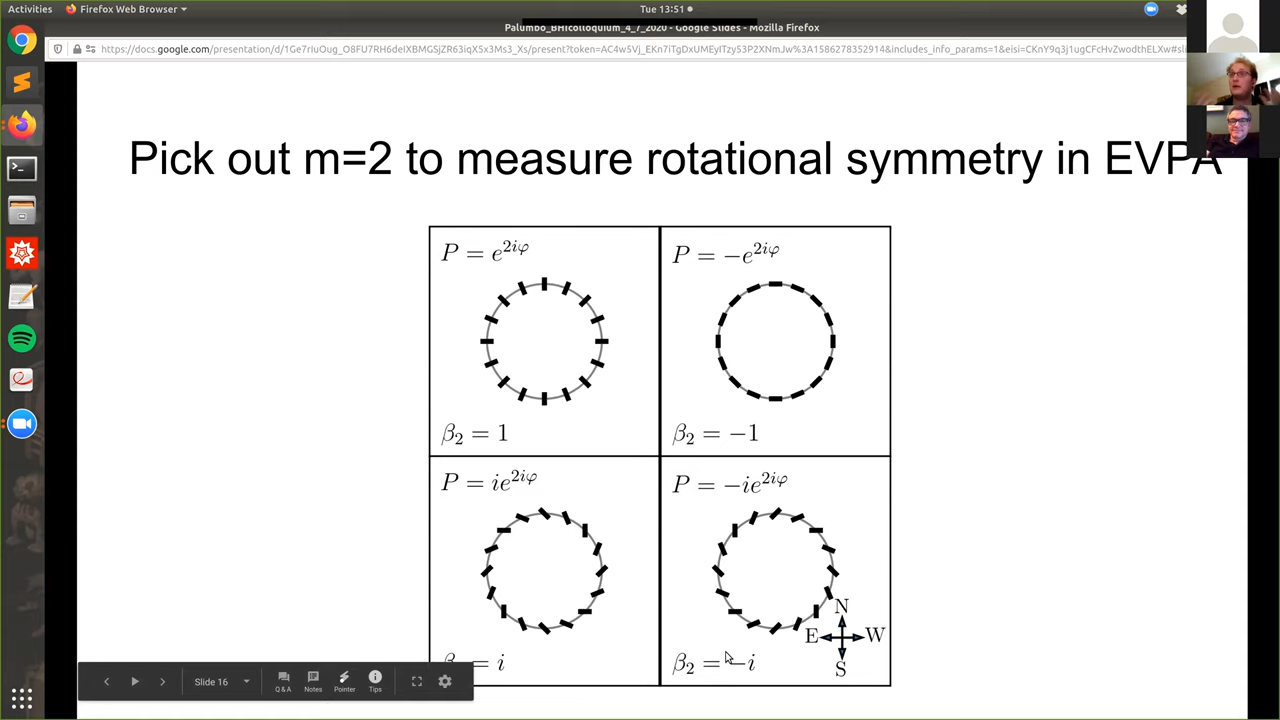 Activities Firefox Web Browser Tue 13:51
Palumbo_BHIcolloquium_4_7_2020 - Google Slides - Mozilla Firefox
Pick out m=2 to measure rotational symmetry in EVPA
P = e^{2iφ} P = −e^{2iφ}
β₂ = 1 β₂ = −1
P = ie^{2iφ} P = −ie^{2iφ}
N
E W
S
β = i β₂ = −i
Slide 16
Q & A Notes Pointer Tips